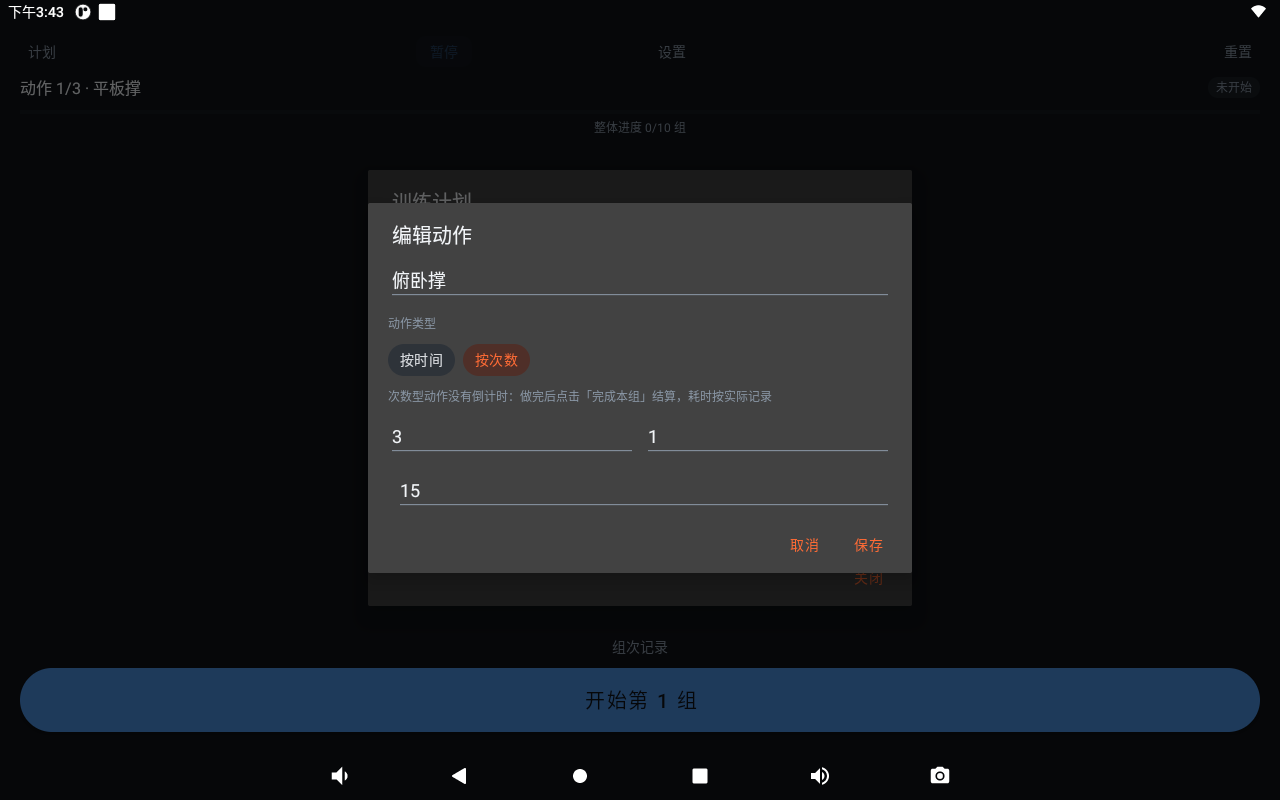 下午3:43
计划 暂停 设置 重置
动作 1/3 · 平板撑 未开始
整体进度 0/10 组
训练计划
编辑动作
俯卧撑
动作类型
按时间 按次数
次数型动作没有倒计时：做完后点击「完成本组」结算，耗时按实际记录
3 1
15
取消 保存
关闭
组次记录
开始第 1 组